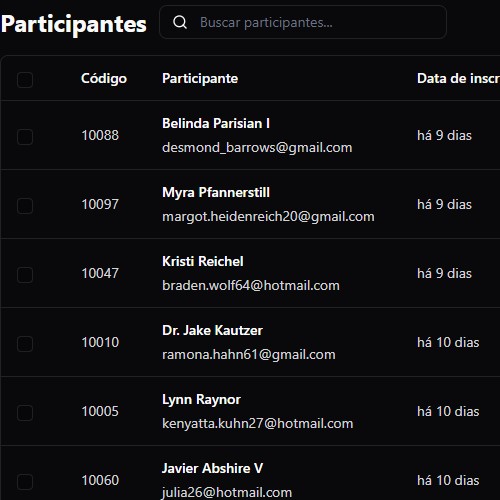 Participantes
Buscar participantes...
Código Participante Data de inscr
Belinda Parisian I
10088 há 9 dias
desmond_barrows@gmail.com
Myra Pfannerstill
10097 há 9 dias
margot.heidenreich20@gmail.com
Kristi Reichel
10047 há 9 dias
braden.wolf64@hotmail.com
Dr. Jake Kautzer
10010 há 10 dias
ramona.hahn61@gmail.com
Lynn Raynor
10005 há 10 dias
kenyatta.kuhn27@hotmail.com
Javier Abshire V
10060 há 10 dias
julia26@hotmail.com